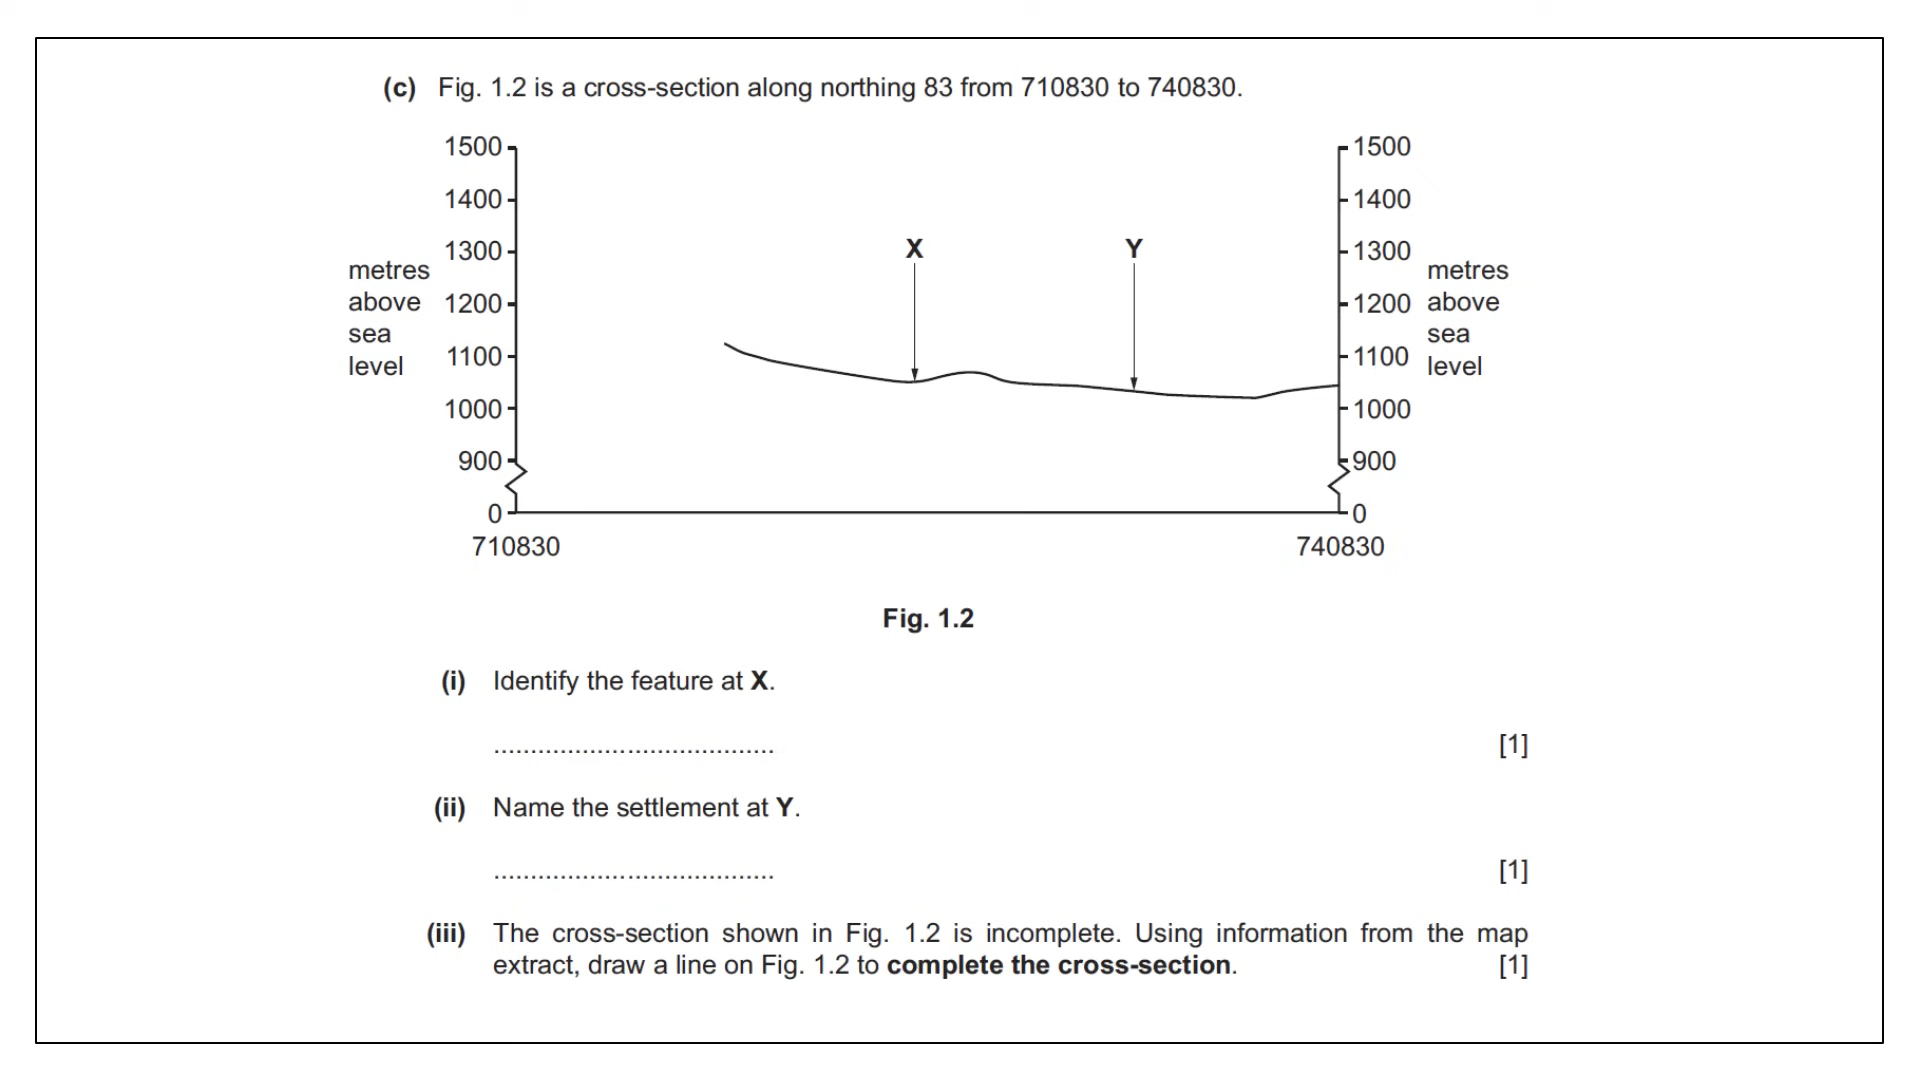 (c) Fig. 1.2 is a cross-section along northing 83 from 710830 to 740830.
1500 1500
1400 1400
X Y
1300 1300
metres metres
above 1200 1200 above
sea sea
level 1100 1100 level
1000 1000
900 900
0 0
710830 740830
Fig. 1.2
(i) Identify the feature at X.
...................................... [1]
(ii) Name the settlement at Y.
...................................... [1]
(iii) The cross-section shown in Fig. 1.2 is incomplete. Using information from the map
extract, draw a line on Fig. 1.2 to complete the cross-section. [1]